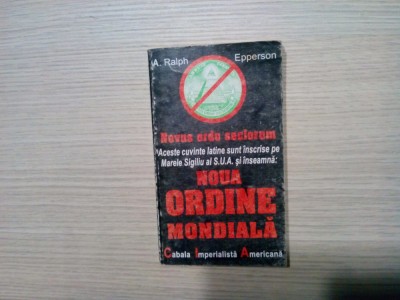 A. Ralph Epperson
Novus ordo seclorum
Aceste cuvinte latine sunt înscrise pe
Marele Sigiliu al S.U.A. şi înseamnă:
NOUA
ORDINE
MONDIALĂ
Cabala Imperialistă Americană